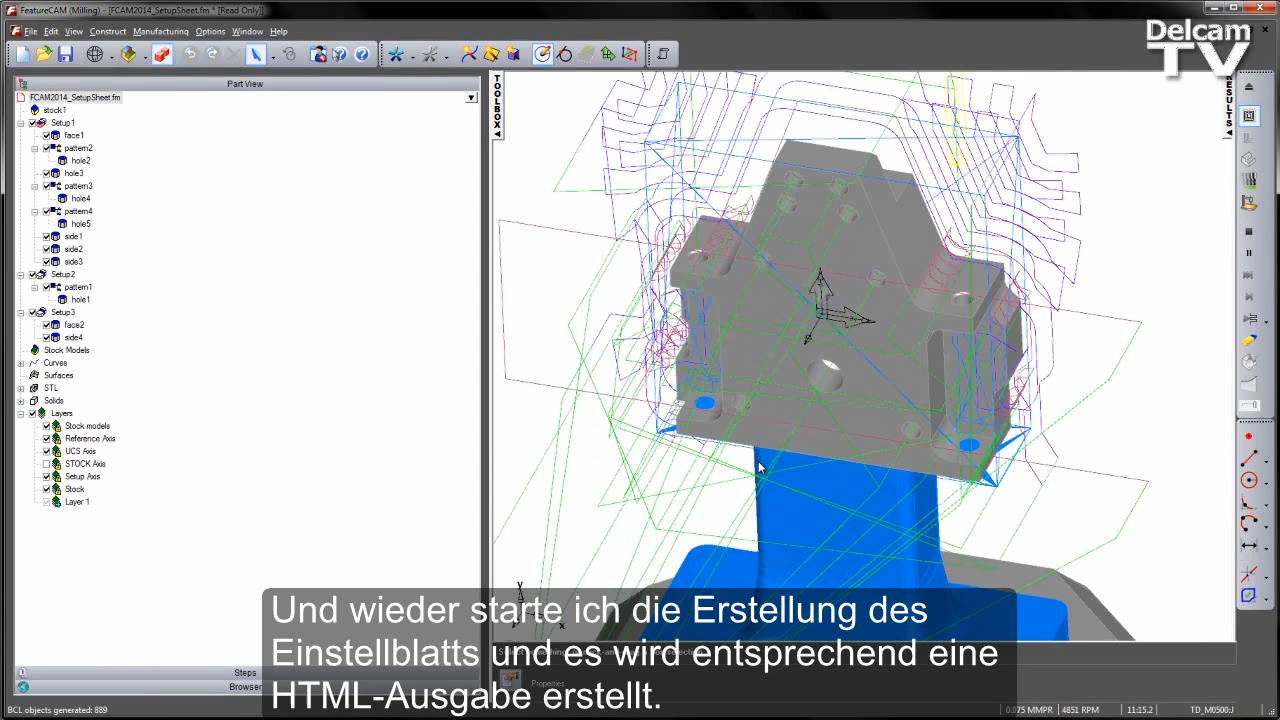 FeatureCAM (Milling) - [FCAM2014_SetupSheet.fm * [Read Only]]
File Edit View Construct Manufacturing Options Window Help
Delcam
TV
Part View
TOOLBOX
RESULTS
FCAM2014_SetupSheet.fm
stock1
Setup1
face1
pattern2
hole2
hole3
pattern3
hole4
pattern4
hole5
side1
side2
side3
Setup2
pattern1
hole1
Setup3
face2
side4
Stock Models
Curves
Surfaces
STL
Solids
Layers
Stock models
Reference Axis
UCS Axis
STOCK Axis
Setup Axis
Stock
Layer 1
Y
X
Und wieder starte ich die Erstellung des
Einstellblatts und es wird entsprechend eine
HTML-Ausgabe erstellt.
Properties
Steps
Browser
BCL objects generated: 889
0.075 MMPR 4851 RPM 11:15.2 TD_M0500:J